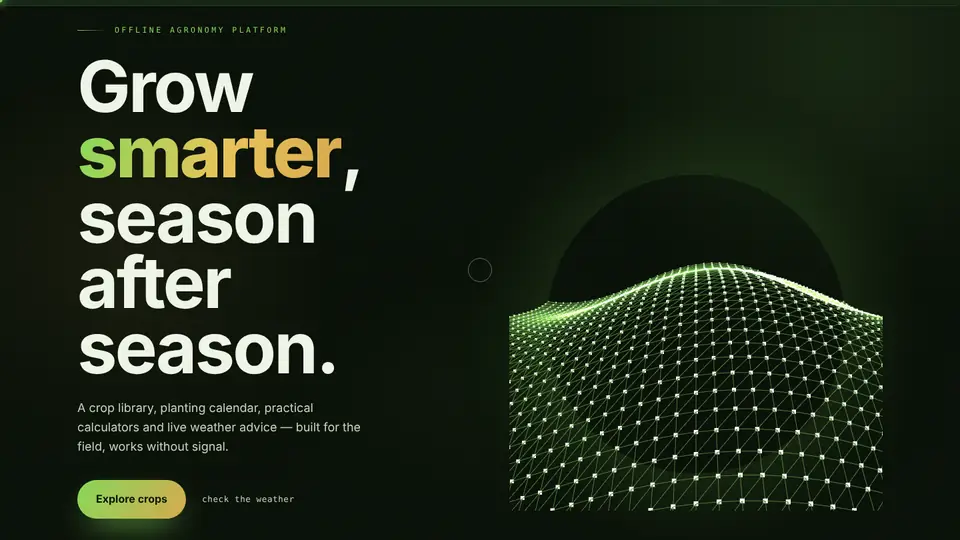 OFFLINE AGRONOMY PLATFORM
Grow
smarter,
season
after
season.
A crop library, planting calendar, practical
calculators and live weather advice — built for the
field, works without signal.
Explore crops
check the weather